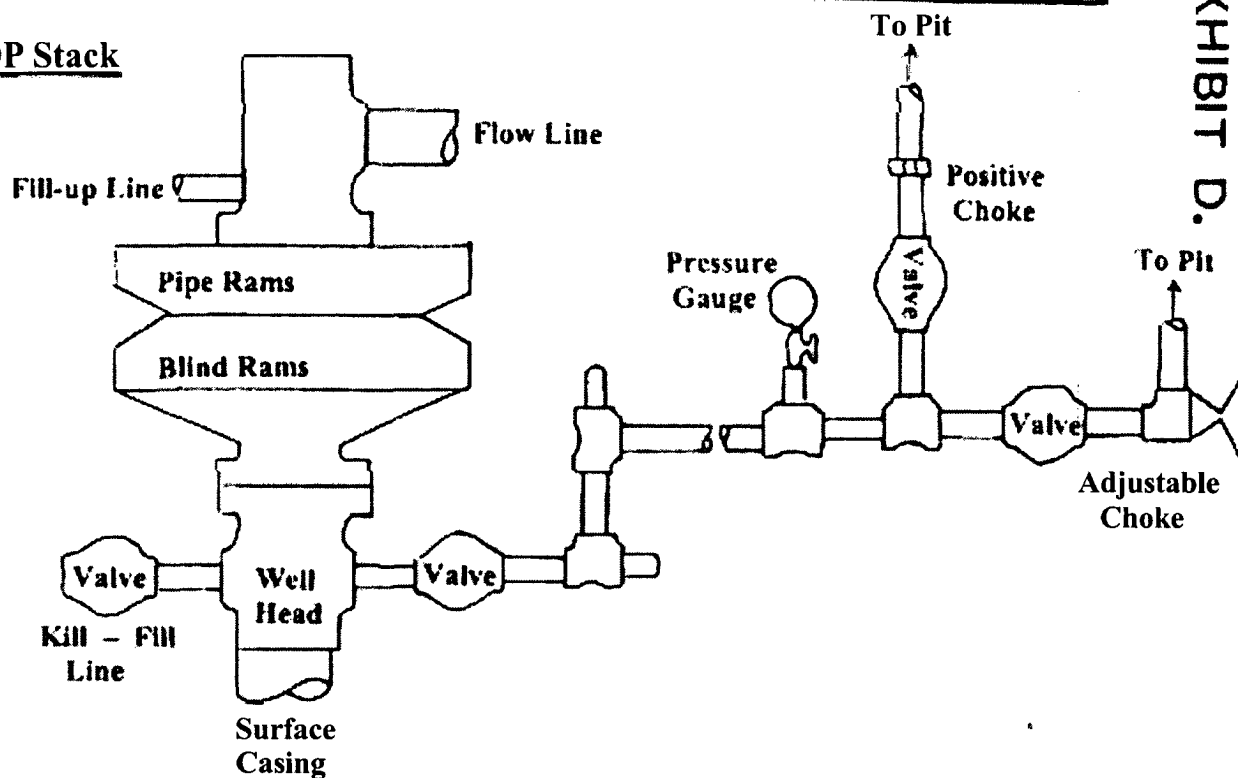 To Pit
P Stack
Flow Line
Fill-up Line
Positive
Choke
Pipe Rams
Pressure
Gauge
Valve
To Pit
Blind Rams
Valve
Adjustable
Choke
Valve
Well
Head
Valve
Kill – Fill
Line
Surface
Casing
HIBIT D.